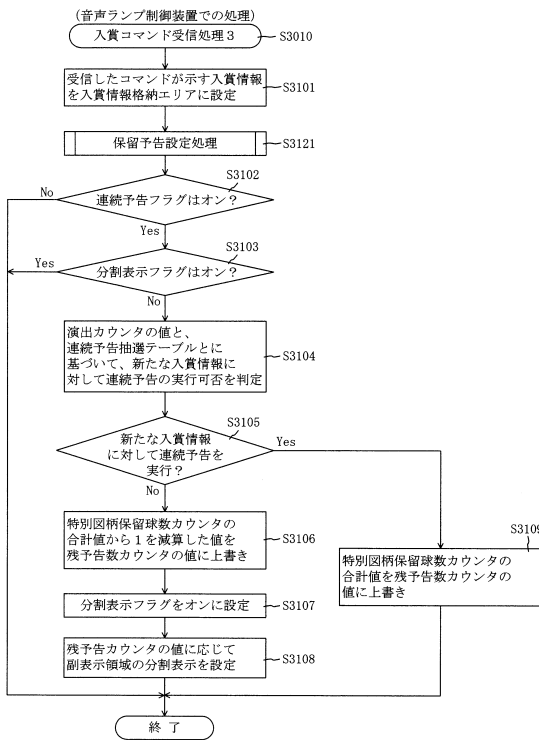 (音声ランプ制御装置での処理)
入賞コマンド受信処理3
S3010
受信したコマンドが示す入賞情報
を入賞情報格納エリアに設定
S3101
保留予告設定処理
S3121
S3102
No
連続予告フラグはオン?
Yes
S3103
Yes
分割表示フラグはオン?
No
演出カウンタの値と、
連続予告抽選テーブルとに
基づいて、新たな入賞情報に
対して連続予告の実行可否を判定
S3104
S3105
新たな入賞情報
に対して連続予告を
実行?
Yes
No
特別図柄保留球数カウンタの
合計値から1を減算した値を
残予告数カウンタの値に上書き
S3106
S3109
特別図柄保留球数カウンタの
合計値を残予告数カウンタの
値に上書き
分割表示フラグをオンに設定
S3107
残予告カウンタの値に応じて
副表示領域の分割表示を設定
S3108
終 了